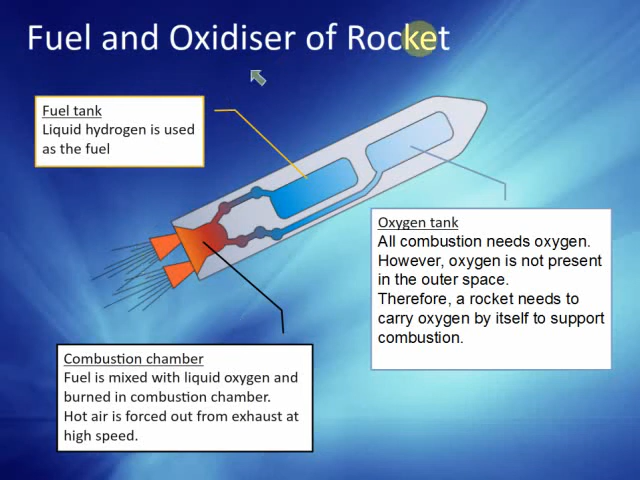 Fuel and Oxidiser of Rocket
Fuel tank
Liquid hydrogen is used
as the fuel
Oxygen tank
All combustion needs oxygen.
However, oxygen is not present
in the outer space.
Therefore, a rocket needs to
carry oxygen by itself to support
combustion.
Combustion chamber
Fuel is mixed with liquid oxygen and
burned in combustion chamber.
Hot air is forced out from exhaust at
high speed.